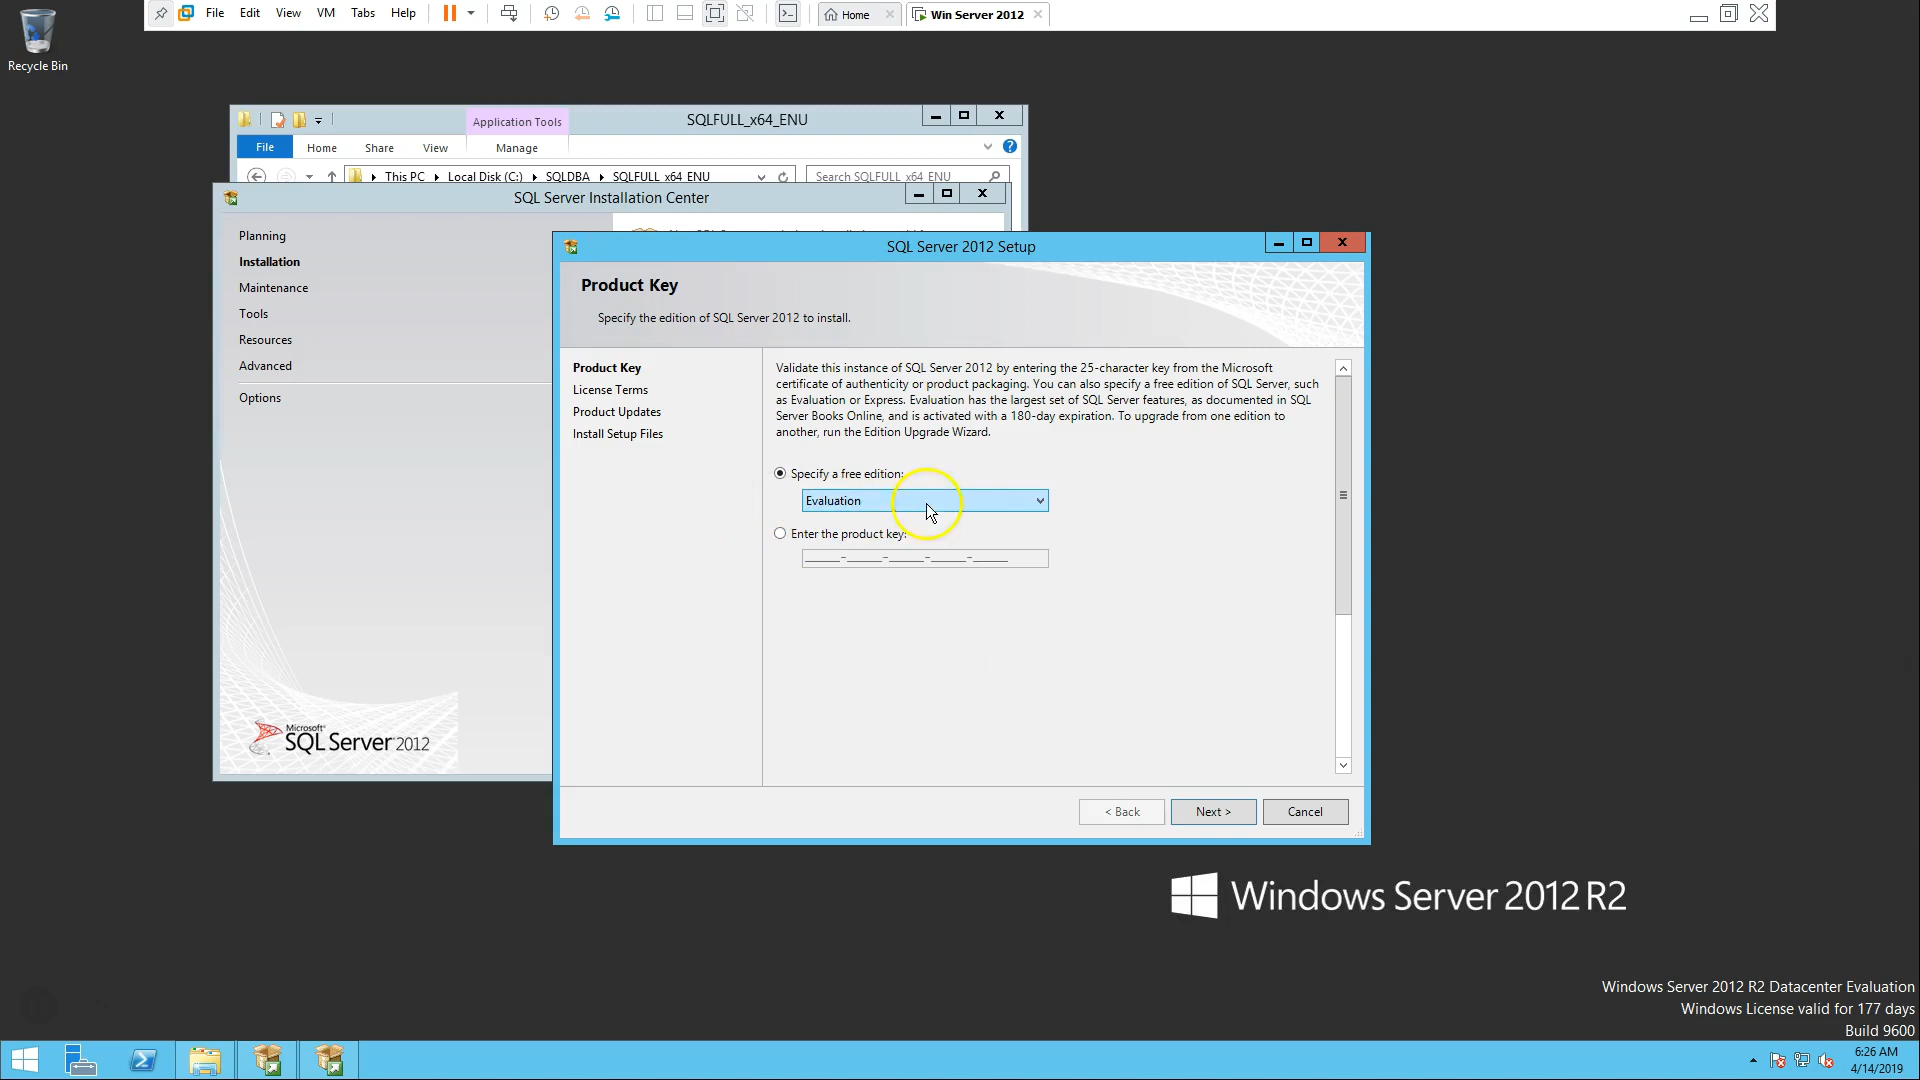 File Edit View VM Tabs Help
Home
Win Server 2012
Recycle Bin
Application Tools
SQLFULL_x64_ENU
File Home Share View Manage
This PC Local Disk (C:) SQLDBA SQLFULL_x64_ENU
Search SQLFULL_x64_ENU
SQL Server Installation Center
Planning
Installation
Maintenance
Tools
Resources
Advanced
Options
Microsoft®
SQL Server® 2012
SQL Server 2012 Setup
Product Key
Specify the edition of SQL Server 2012 to install.
Product Key
License Terms
Product Updates
Install Setup Files
Validate this instance of SQL Server 2012 by entering the 25-character key from the Microsoft
certificate of authenticity or product packaging. You can also specify a free edition of SQL Server, such
as Evaluation or Express. Evaluation has the largest set of SQL Server features, as documented in SQL
Server Books Online, and is activated with a 180-day expiration. To upgrade from one edition to
another, run the Edition Upgrade Wizard.
Specify a free edition:
Evaluation
Enter the product key:
_____-_____-_____-_____-_____
< Back Next > Cancel
Windows Server 2012 R2
Windows Server 2012 R2 Datacenter Evaluation
Windows License valid for 177 days
Build 9600
6:26 AM
4/14/2019